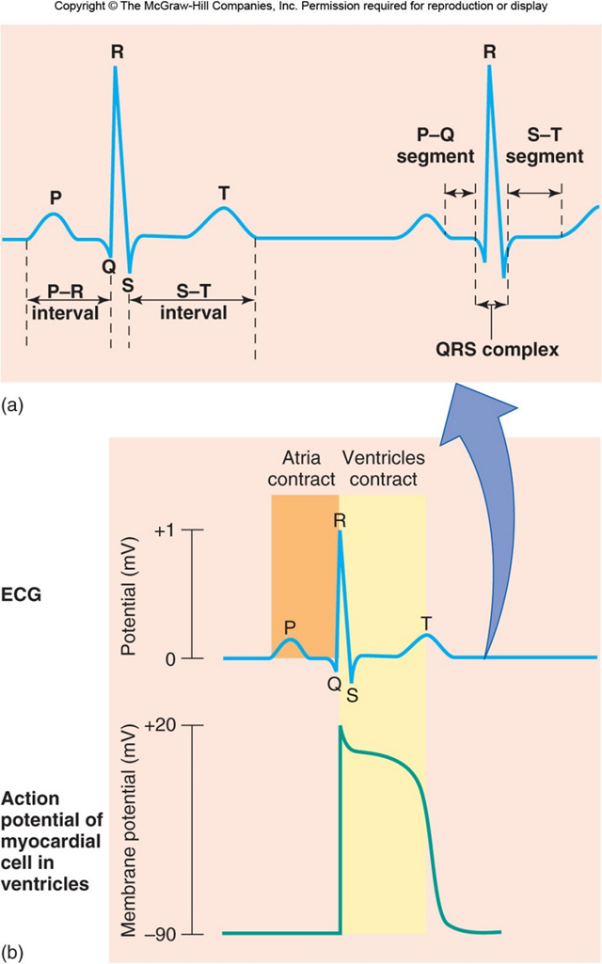 Copyright © The McGraw-Hill Companies, Inc. Permission required for reproduction or display
R
R
P–Q
segment
S–T
segment
P
T
Q
S
P–R
interval
S–T
interval
QRS complex
(a)
Atria
contract
Ventricles
contract
R
+1
Potential (mV)
ECG
P
T
0
Q
S
+20
Membrane potential (mV)
Action
potential of
myocardial
cell in
ventricles
–90
(b)